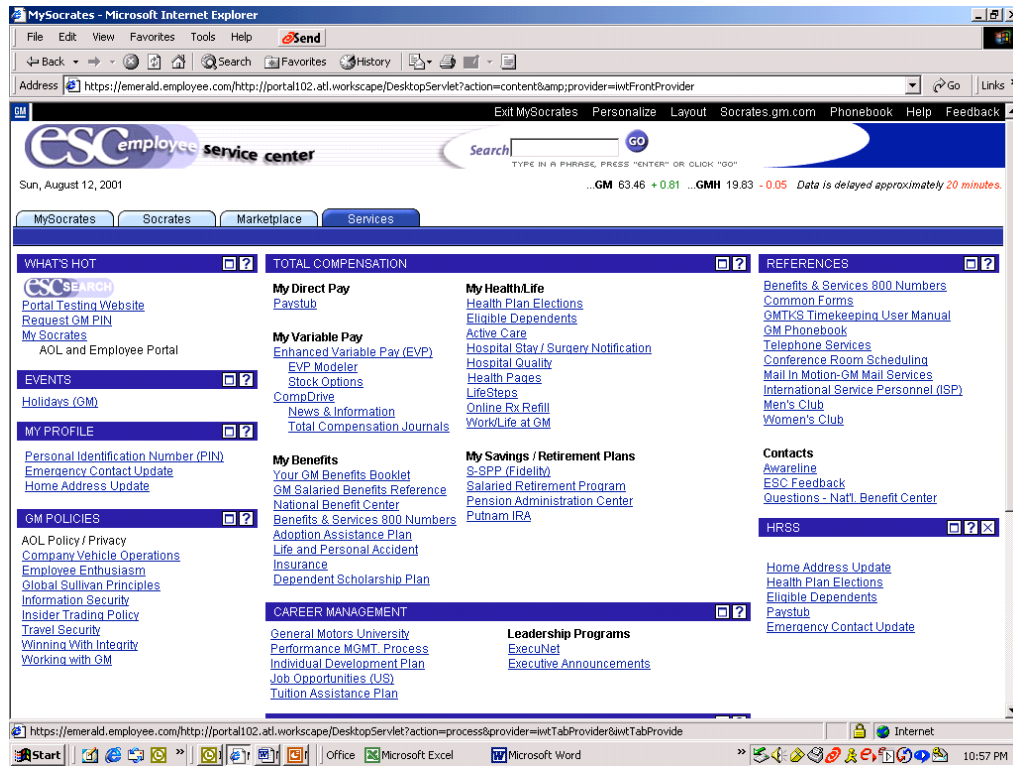 MySocrates - Microsoft Internet Explorer
File Edit View Favorites Tools Help Send
Back Search Favorites History
Address https://emerald.employee.com/http://portal102.atl.workscape/DesktopServlet?action=content&amp;provider=iwtFrontProvider Go Links
GM Exit MySocrates Personalize Layout Socrates.gm.com Phonebook Help Feedback
esc employee service center Search GO
TYPE IN A PHRASE, PRESS "ENTER" OR CLICK "GO"
Sun, August 12, 2001 ...GM 63.46 +0.81 ...GMH 19.83 -0.05 Data is delayed approximately 20 minutes.
MySocrates Socrates Marketplace Services
WHAT'S HOT
ESC SEARCH
Portal Testing Website
Request GM PIN
My Socrates
AOL and Employee Portal
EVENTS
Holidays (GM)
MY PROFILE
Personal Identification Number (PIN)
Emergency Contact Update
Home Address Update
GM POLICIES
AOL Policy / Privacy
Company Vehicle Operations
Employee Enthusiasm
Global Sullivan Principles
Information Security
Insider Trading Policy
Travel Security
Winning With Integrity
Working with GM
TOTAL COMPENSATION
My Direct Pay
Paystub
My Variable Pay
Enhanced Variable Pay (EVP)
EVP Modeler
Stock Options
CompDrive
News & Information
Total Compensation Journals
My Benefits
Your GM Benefits Booklet
GM Salaried Benefits Reference
National Benefit Center
Benefits & Services 800 Numbers
Adoption Assistance Plan
Life and Personal Accident
Insurance
Dependent Scholarship Plan
My Health/Life
Health Plan Elections
Eligible Dependents
Active Care
Hospital Stay / Surgery Notification
Hospital Quality
Health Pages
LifeSteps
Online Rx Refill
Work/Life at GM
My Savings / Retirement Plans
S-SPP (Fidelity)
Salaried Retirement Program
Pension Administration Center
Putnam IRA
CAREER MANAGEMENT
General Motors University
Performance MGMT. Process
Individual Development Plan
Job Opportunities (US)
Tuition Assistance Plan
Leadership Programs
ExecuNet
Executive Announcements
REFERENCES
Benefits & Services 800 Numbers
Common Forms
GMTKS Timekeeping User Manual
GM Phonebook
Telephone Services
Conference Room Scheduling
Mail In Motion-GM Mail Services
International Service Personnel (ISP)
Men's Club
Women's Club
Contacts
Awareline
ESC Feedback
Questions - Nat'l. Benefit Center
HRSS
Home Address Update
Health Plan Elections
Eligible Dependents
Paystub
Emergency Contact Update
https://emerald.employee.com/http://portal102.atl.workscape/DesktopServlet?action=process&provider=iwtTabProvider&iwtTabProvide Internet
Start Office Microsoft Excel Microsoft Word 10:57 PM